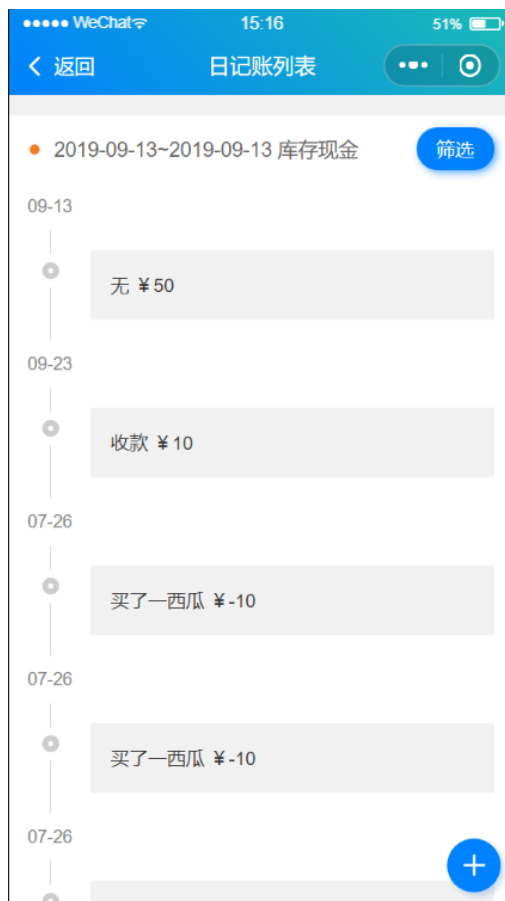 WeChat 15:16 51%
返回 日记账列表
2019-09-13~2019-09-13 库存现金 筛选
09-13
无 ¥50
09-23
收款 ¥10
07-26
买了一西瓜 ¥-10
07-26
买了一西瓜 ¥-10
07-26